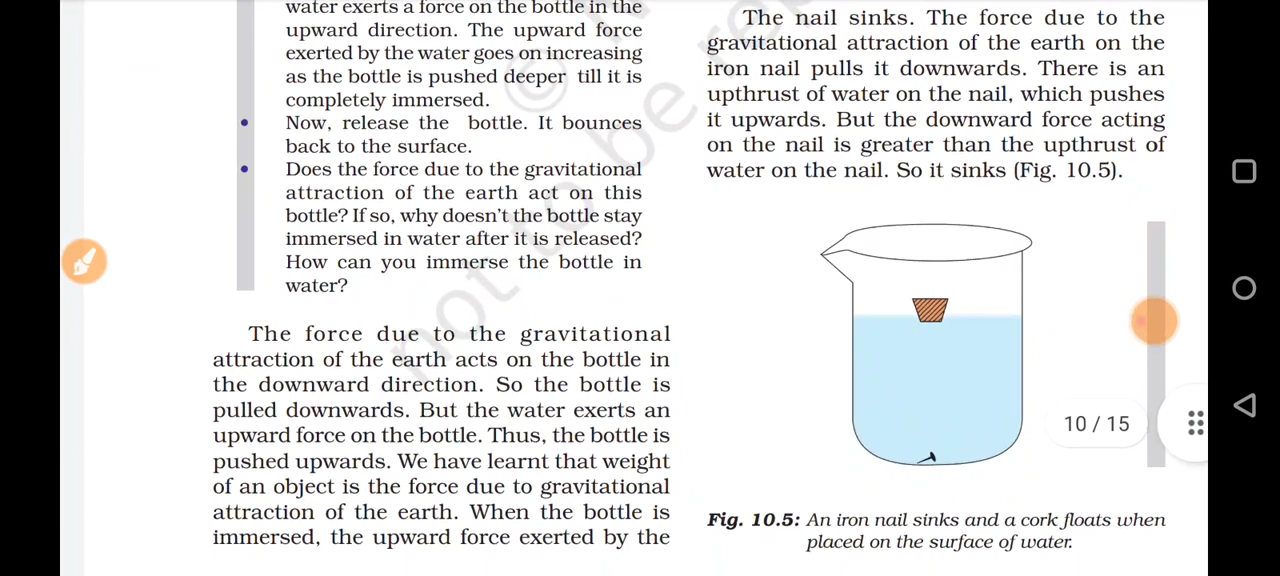 water exerts a force on the bottle in the
upward direction. The upward force
exerted by the water goes on increasing
as the bottle is pushed deeper till it is
completely immersed.
• Now, release the bottle. It bounces
back to the surface.
• Does the force due to the gravitational
attraction of the earth act on this
bottle? If so, why doesn't the bottle stay
immersed in water after it is released?
How can you immerse the bottle in
water?
The force due to the gravitational
attraction of the earth acts on the bottle in
the downward direction. So the bottle is
pulled downwards. But the water exerts an
upward force on the bottle. Thus, the bottle is
pushed upwards. We have learnt that weight
of an object is the force due to gravitational
attraction of the earth. When the bottle is
immersed, the upward force exerted by the
The nail sinks. The force due to the
gravitational attraction of the earth on the
iron nail pulls it downwards. There is an
upthrust of water on the nail, which pushes
it upwards. But the downward force acting
on the nail is greater than the upthrust of
water on the nail. So it sinks (Fig. 10.5).
10 / 15
Fig. 10.5: An iron nail sinks and a cork floats when
placed on the surface of water.
not to be rep
©